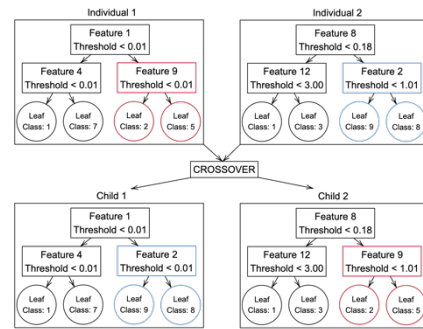 Individual 1
Individual 2
Feature 1
Threshold < 0.01
Feature 8
Threshold < 0.18
Feature 4
Threshold < 0.01
Feature 9
Threshold < 0.01
Feature 12
Threshold < 3.00
Feature 2
Threshold < 1.01
Leaf
Class: 1
Leaf
Class: 7
Leaf
Class: 2
Leaf
Class: 5
Leaf
Class: 1
Leaf
Class: 3
Leaf
Class: 9
Leaf
Class: 8
CROSSOVER
Child 1
Child 2
Feature 1
Threshold < 0.01
Feature 8
Threshold < 0.18
Feature 4
Threshold < 0.01
Feature 2
Threshold < 0.01
Feature 12
Threshold < 3.00
Feature 9
Threshold < 1.01
Leaf
Class: 1
Leaf
Class: 7
Leaf
Class: 9
Leaf
Class: 8
Leaf
Class: 1
Leaf
Class: 3
Leaf
Class: 2
Leaf
Class: 5